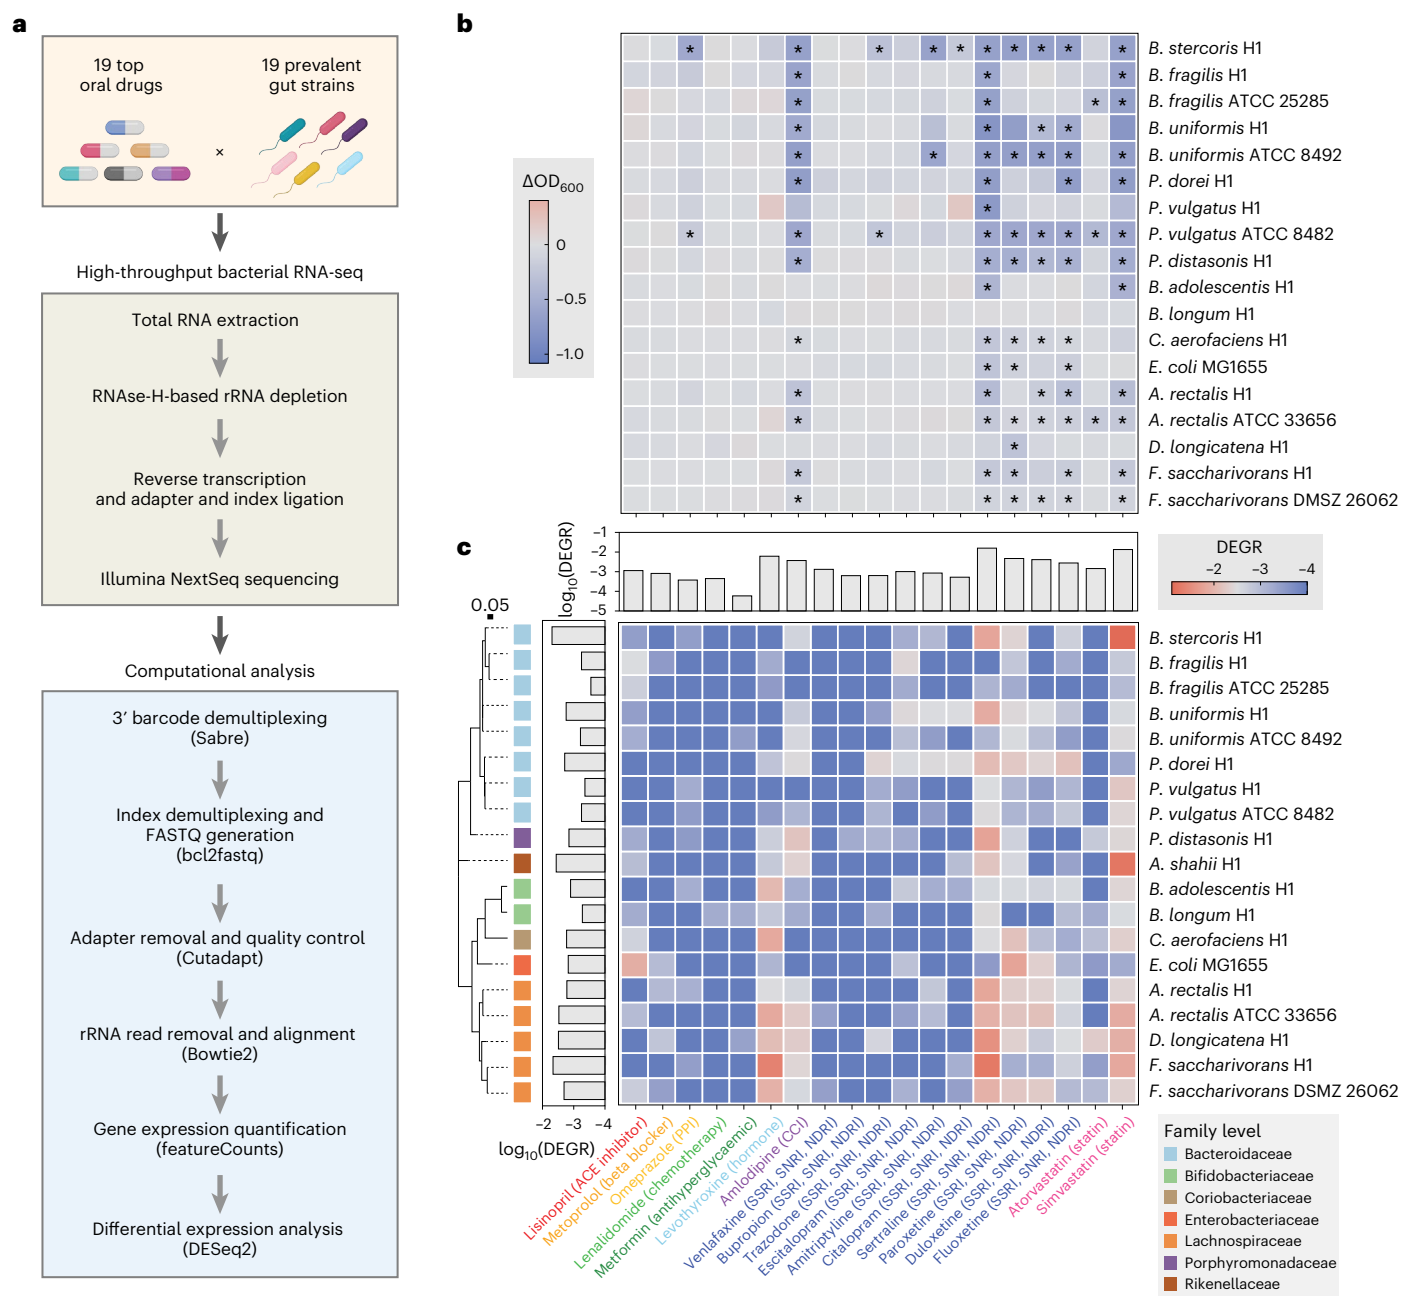 a
19 top
oral drugs
×
19 prevalent
gut strains
High-throughput bacterial RNA-seq
Total RNA extraction
RNAse-H-based rRNA depletion
Reverse transcription
and adapter and index ligation
Illumina NextSeq sequencing
Computational analysis
3′ barcode demultiplexing
(Sabre)
Index demultiplexing and
FASTQ generation
(bcl2fastq)
Adapter removal and quality control
(Cutadapt)
rRNA read removal and alignment
(Bowtie2)
Gene expression quantification
(featureCounts)
Differential expression analysis
(DESeq2)
b
ΔOD600
0
−0.5
−1.0
B. stercoris H1
B. fragilis H1
B. fragilis ATCC 25285
B. uniformis H1
B. uniformis ATCC 8492
P. dorei H1
P. vulgatus H1
P. vulgatus ATCC 8482
P. distasonis H1
B. adolescentis H1
B. longum H1
C. aerofaciens H1
E. coli MG1655
A. rectalis H1
A. rectalis ATCC 33656
D. longicatena H1
F. saccharivorans H1
F. saccharivorans DMSZ 26062
c
log10(DEGR)
−1
−2
−3
−4
−5
DEGR
−2 −3 −4
0.05
B. stercoris H1
B. fragilis H1
B. fragilis ATCC 25285
B. uniformis H1
B. uniformis ATCC 8492
P. dorei H1
P. vulgatus H1
P. vulgatus ATCC 8482
P. distasonis H1
A. shahii H1
B. adolescentis H1
B. longum H1
C. aerofaciens H1
E. coli MG1655
A. rectalis H1
A. rectalis ATCC 33656
D. longicatena H1
F. saccharivorans H1
F. saccharivorans DSMZ 26062
−2 −3 −4
log10(DEGR)
Lisinopril (ACE inhibitor)
Metoprolol (beta blocker)
Omeprazole (PPI)
Lenalidomide (chemotherapy)
Metformin (antihyperglycaemic)
Levothyroxine (hormone)
Amlodipine (CCI)
Venlafaxine (SSRI, SNRI, NDRI)
Bupropion (SSRI, SNRI, NDRI)
Trazodone (SSRI, SNRI, NDRI)
Escitalopram (SSRI, SNRI, NDRI)
Amitriptyline (SSRI, SNRI, NDRI)
Citalopram (SSRI, SNRI, NDRI)
Sertraline (SSRI, SNRI, NDRI)
Paroxetine (SSRI, SNRI, NDRI)
Duloxetine (SSRI, SNRI, NDRI)
Fluoxetine (SSRI, SNRI, NDRI)
Atorvastatin (statin)
Simvastatin (statin)
Family level
Bacteroidaceae
Bifidobacteriaceae
Coriobacteriaceae
Enterobacteriaceae
Lachnospiraceae
Porphyromonadaceae
Rikenellaceae